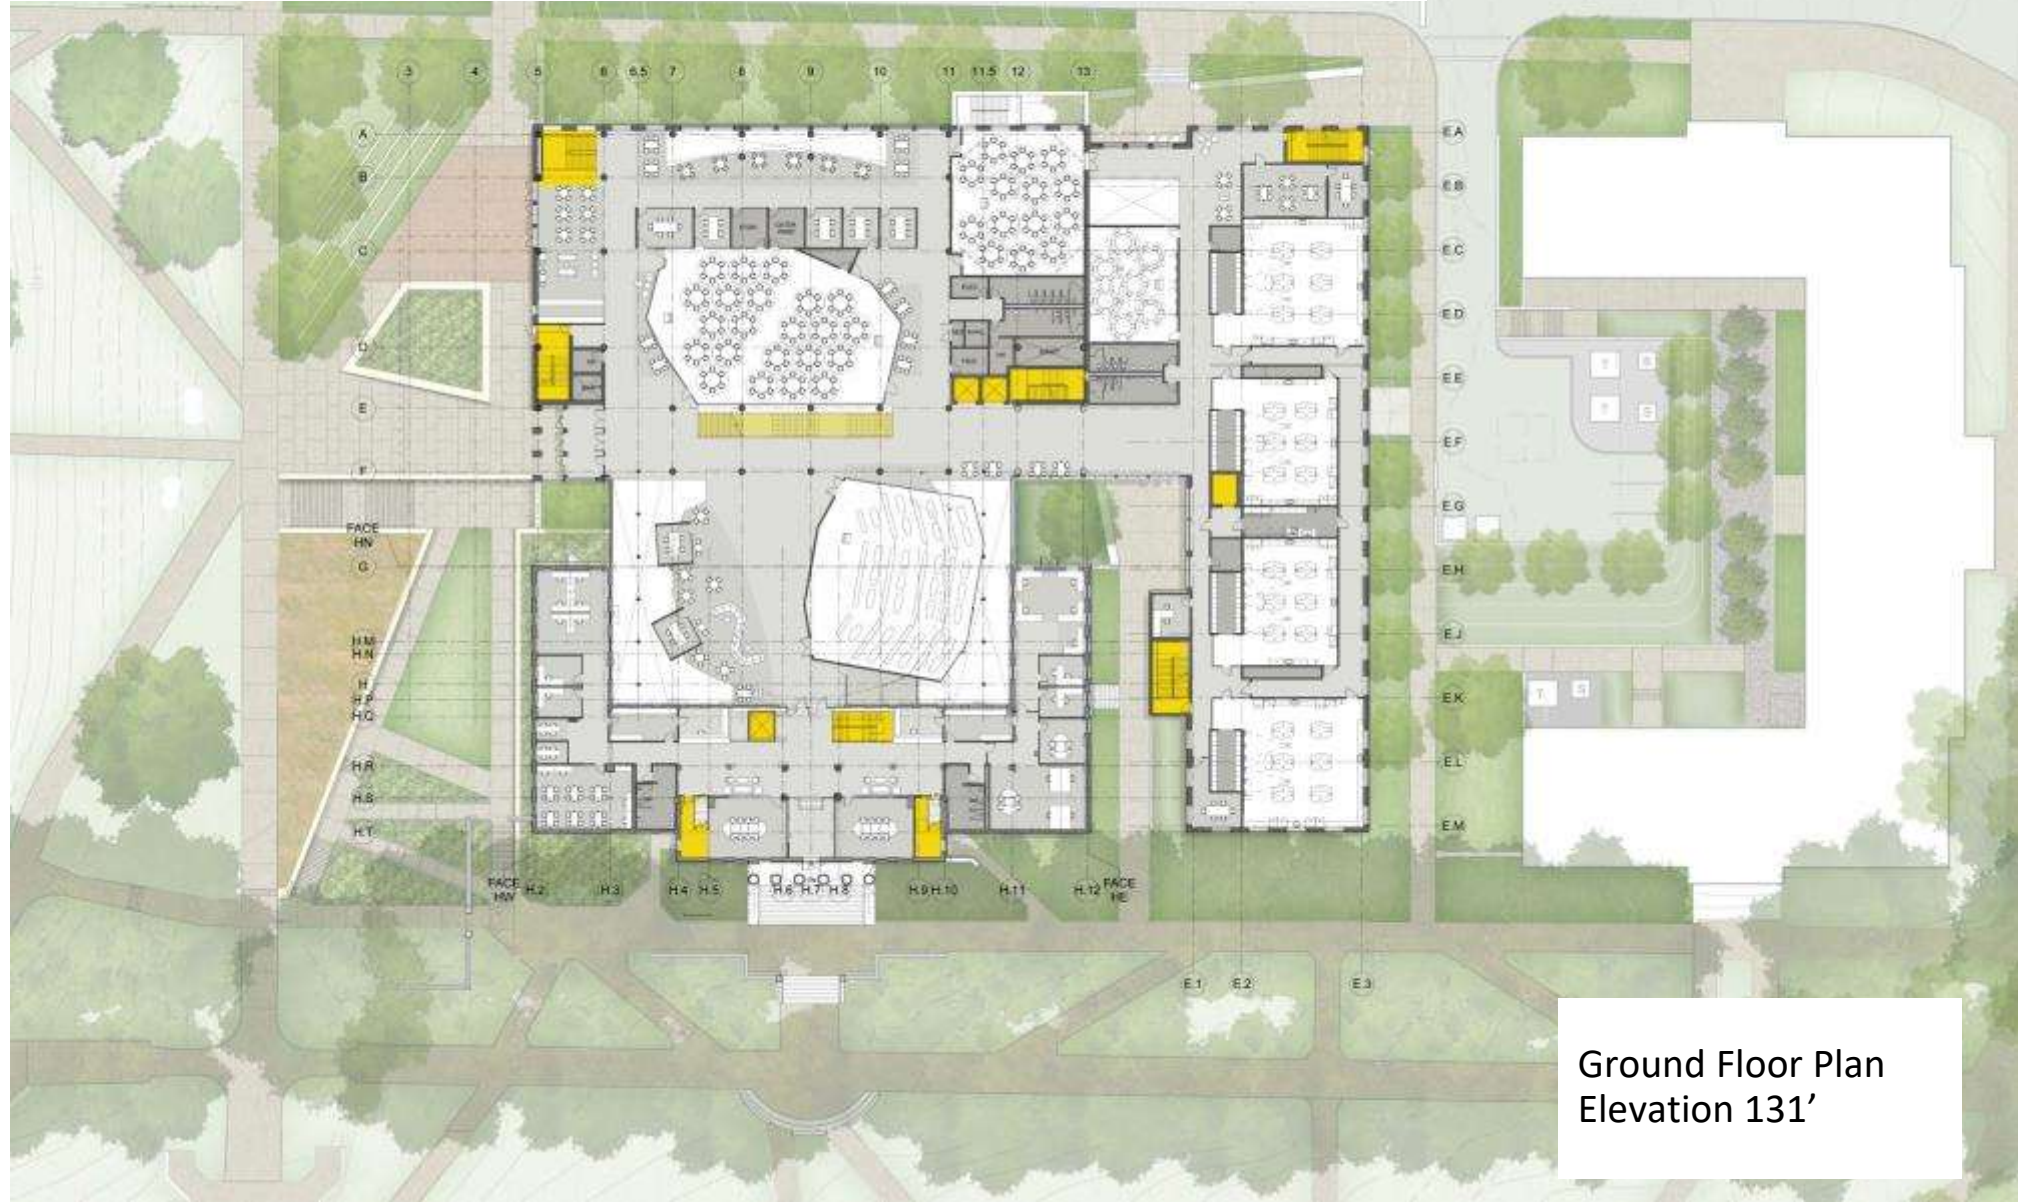 3 4 5 6 6.5 7 8 9 10 11 11.5 12 13
A
B
C
D
E
F
FACE
HN
G
H.M
H.N
H
H.P
H.Q
H.R
H.S
H.T
E.A
E.B
E.C
E.D
E.E
E.F
E.G
E.H
E.J
E.K
E.L
E.M
T S
FACE
HW
H.2 H.3 H.4 H.5 H.6 H.7 H.8 H.9 H.10 H.11 H.12
FACE
HE
E.1 E.2 E.3
Ground Floor Plan
Elevation 131’